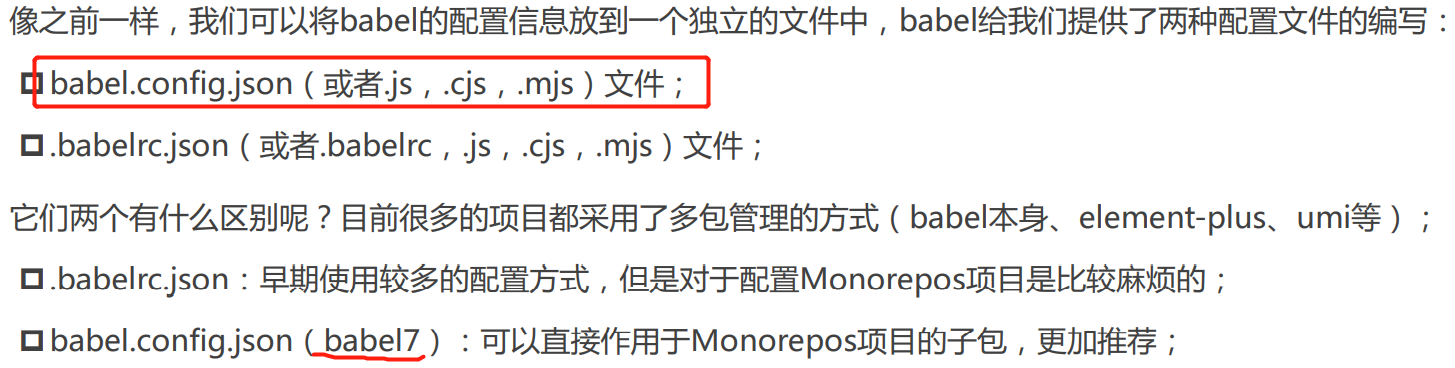 像之前一样，我们可以将babel的配置信息放到一个独立的文件中，babel给我们提供了两种配置文件的编写：
babel.config.json（或者.js，.cjs，.mjs）文件；
.babelrc.json（或者.babelrc，.js，.cjs，.mjs）文件；
它们两个有什么区别呢？目前很多的项目都采用了多包管理的方式（babel本身、element-plus、umi等）；
.babelrc.json：早期使用较多的配置方式，但是对于配置Monorepos项目是比较麻烦的；
babel.config.json（babel7）：可以直接作用于Monorepos项目的子包，更加推荐；